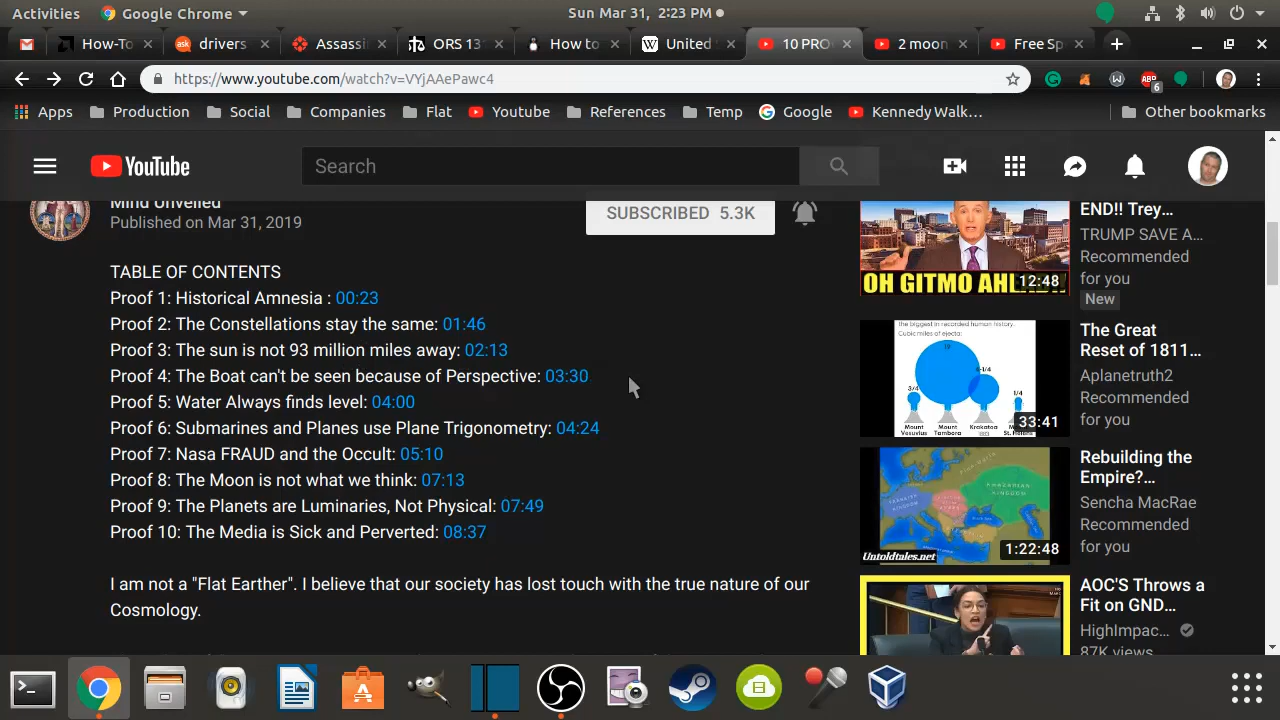 Activities
Google Chrome
Sun Mar 31, 2:23 PM
How-To
drivers
Assassi
ORS 13
How to
United
10 PRO
2 moon
Free Sp
https://www.youtube.com/watch?v=VYjAAePawc4
6
Apps
Production
Social
Companies
Flat
Youtube
References
Temp
Google
Kennedy Walk…
Other bookmarks
YouTube
Search
Mind Unveiled
Published on Mar 31, 2019
SUBSCRIBED 5.3K
TABLE OF CONTENTS
Proof 1: Historical Amnesia : 00:23
Proof 2: The Constellations stay the same: 01:46
Proof 3: The sun is not 93 million miles away: 02:13
Proof 4: The Boat can't be seen because of Perspective: 03:30
Proof 5: Water Always finds level: 04:00
Proof 6: Submarines and Planes use Plane Trigonometry: 04:24
Proof 7: Nasa FRAUD and the Occult: 05:10
Proof 8: The Moon is not what we think: 07:13
Proof 9: The Planets are Luminaries, Not Physical: 07:49
Proof 10: The Media is Sick and Perverted: 08:37
I am not a "Flat Earther". I believe that our society has lost touch with the true nature of our
Cosmology.
OH GITMO AH
12:48
END!! Trey…
TRUMP SAVE A…
Recommended
for you
New
The biggest in recorded human history.
Cubic miles of ejecta:
3/4
1/4
Mount Vesuvius
Mount Tambora
Krakatoa
33:41
The Great
Reset of 1811…
Aplanetruth2
Recommended
for you
Untoldtales.net
1:22:48
Rebuilding the
Empire?…
Sencha MacRae
Recommended
for you
AOC'S Throws a
Fit on GND…
HighImpac…
87K views